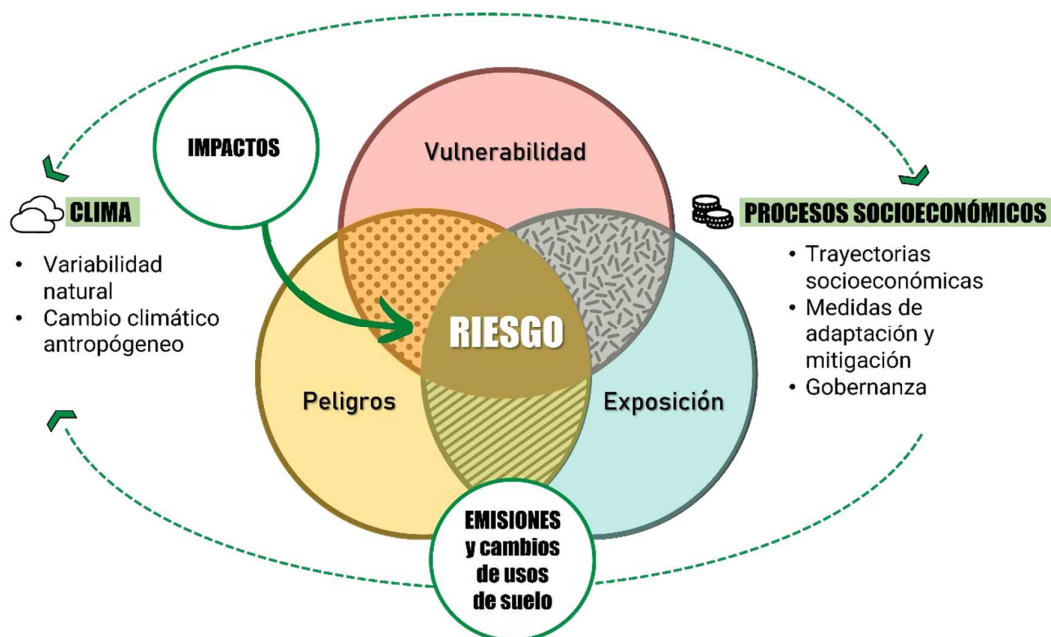 IMPACTOS
Vulnerabilidad
CLIMA
• Variabilidad
natural
• Cambio climático
antropógeneo
PROCESOS SOCIOECONÓMICOS
• Trayectorias
socioeconómicas
• Medidas de
adaptación y
mitigación
• Gobernanza
RIESGO
Peligros
Exposición
EMISIONES
y cambios
de usos
de suelo